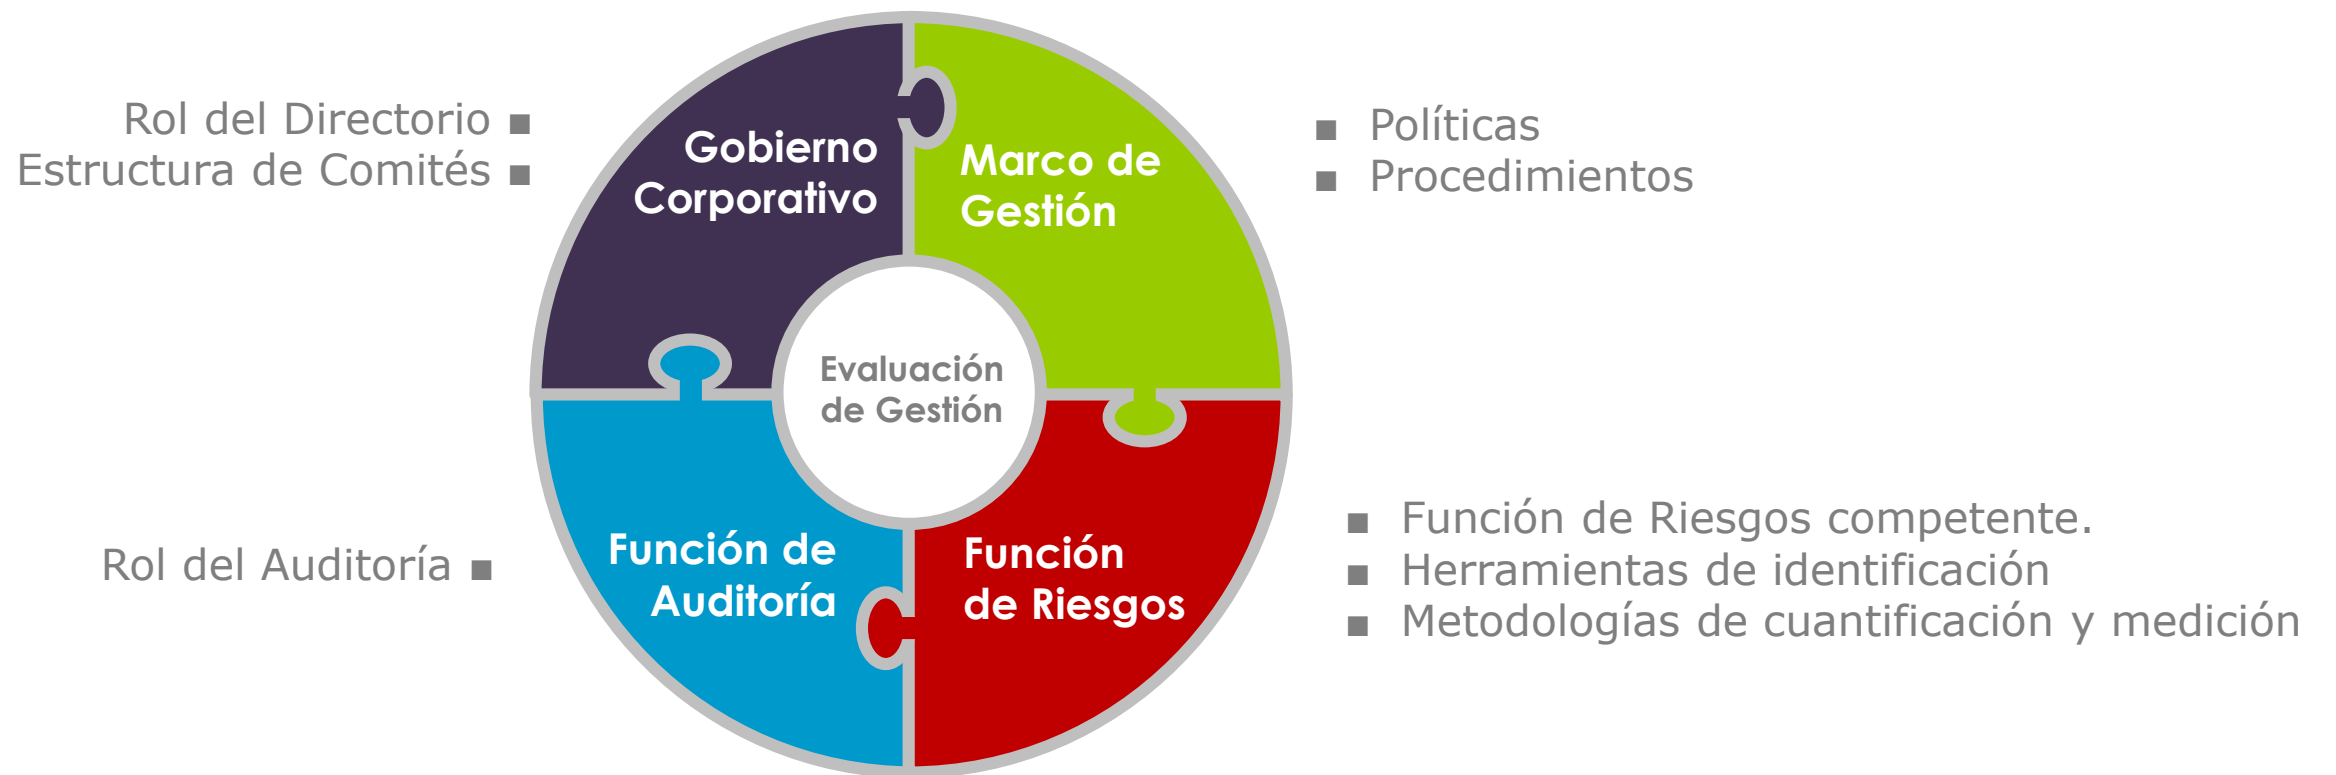 Rol del Directorio ■
Estructura de Comités ■
Gobierno
Corporativo
Marco de
Gestión
■ Políticas
■ Procedimientos
Evaluación
de Gestión
Rol del Auditoría ■
Función de
Auditoría
Función
de Riesgos
■ Función de Riesgos competente.
■ Herramientas de identificación
■ Metodologías de cuantificación y medición